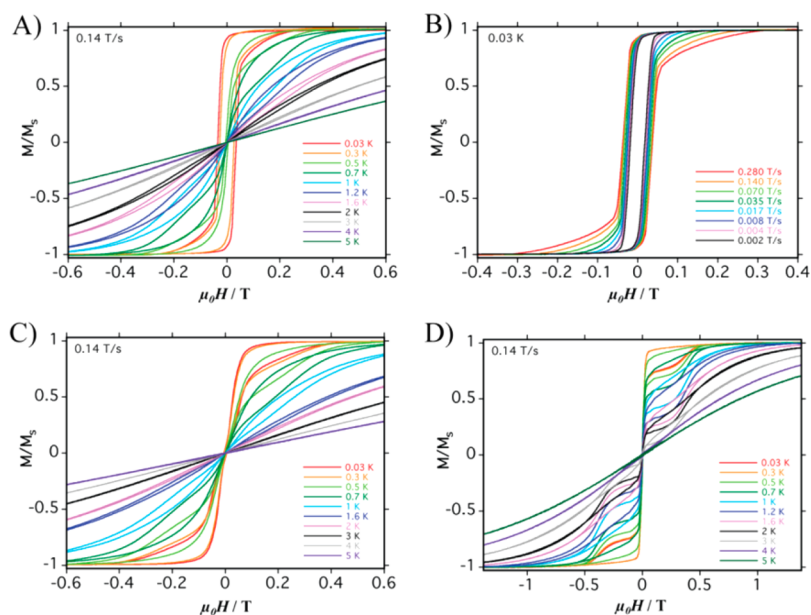 A)
0.14 T/s
M/Ms
1
0.5
0
-0.5
-1
0.03 K
0.3 K
0.5 K
0.7 K
1 K
1.2 K
1.6 K
2 K
3 K
4 K
5 K
-0.6 -0.4 -0.2 0 0.2 0.4 0.6
μ₀H / T
B)
0.03 K
M/Ms
1
0.5
0
-0.5
-1
0.280 T/s
0.140 T/s
0.070 T/s
0.035 T/s
0.017 T/s
0.008 T/s
0.004 T/s
0.002 T/s
-0.4 -0.3 -0.2 -0.1 0 0.1 0.2 0.3 0.4
μ₀H / T
C)
0.14 T/s
M/Ms
1
0.5
0
-0.5
-1
0.03 K
0.3 K
0.5 K
0.7 K
1 K
1.6 K
2 K
3 K
4 K
5 K
-0.6 -0.4 -0.2 0 0.2 0.4 0.6
μ₀H / T
D)
0.14 T/s
M/Ms
1
0.5
0
-0.5
-1
0.03 K
0.3 K
0.5 K
0.7 K
1 K
1.2 K
1.6 K
2 K
3 K
4 K
5 K
-1 -0.5 0 0.5 1
μ₀H / T